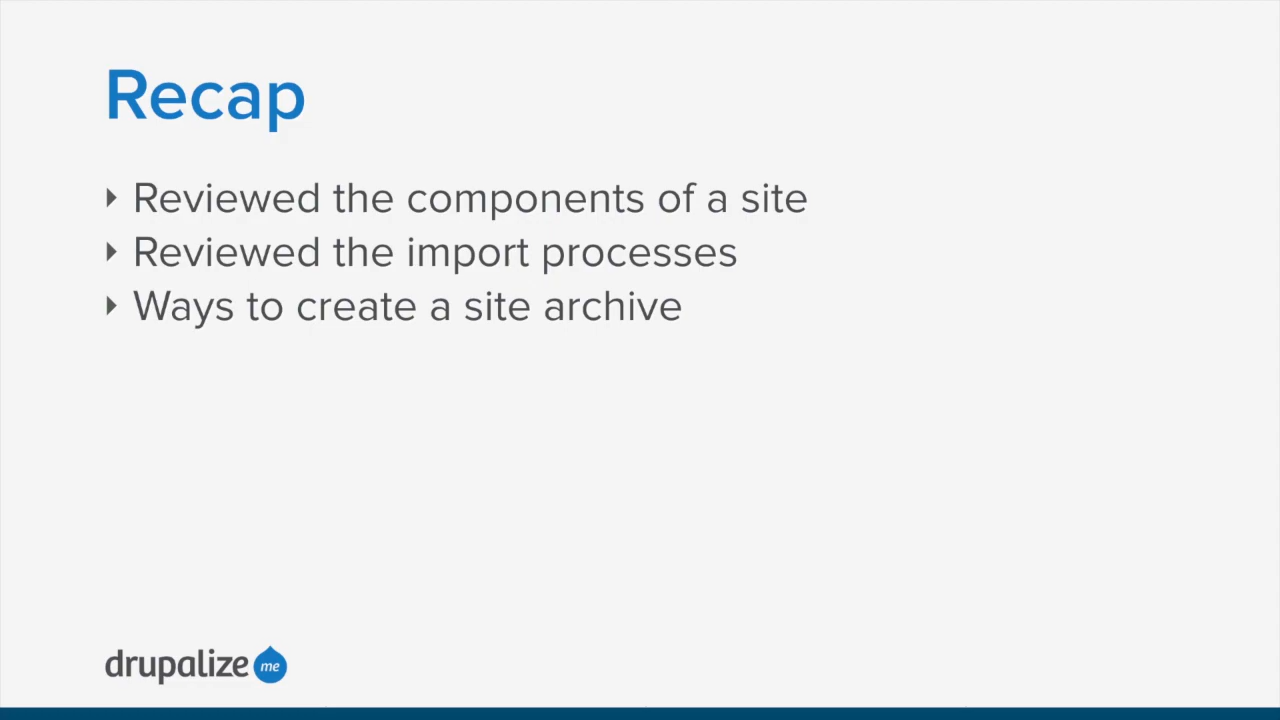 Recap
Reviewed the components of a site
Reviewed the import processes
Ways to create a site archive
drupalize me